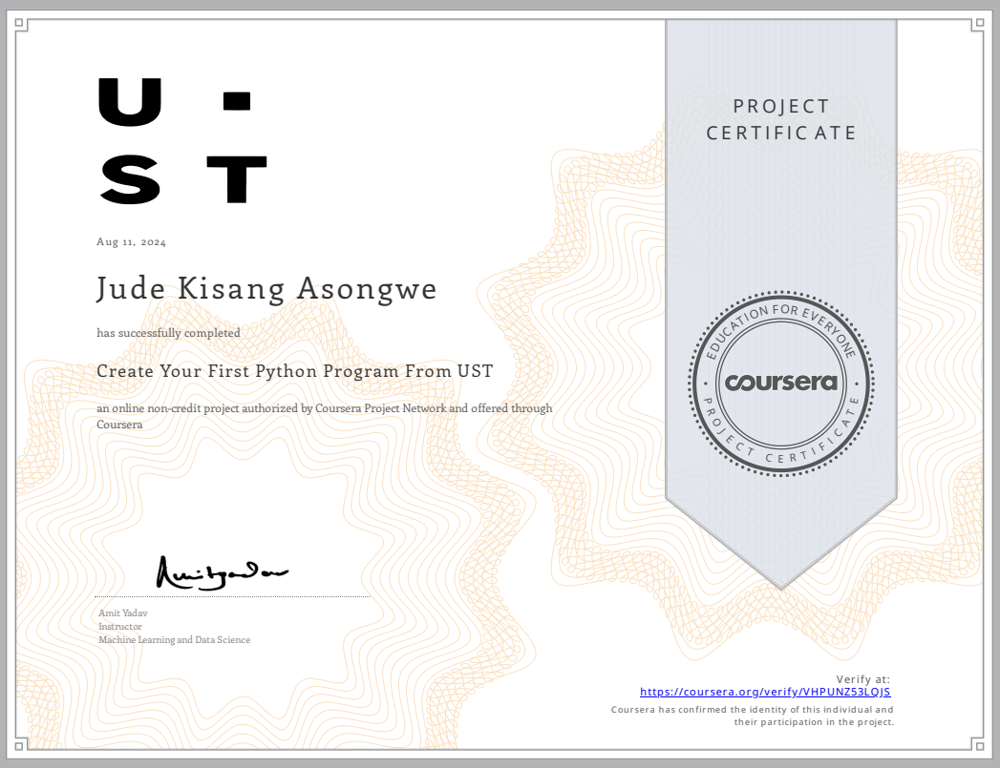 U ·
S T
PROJECT
CERTIFICATE
Aug 11, 2024
Jude Kisang Asongwe
has successfully completed
Create Your First Python Program From UST
an online non-credit project authorized by Coursera Project Network and offered through
Coursera
EDUCATION FOR EVERYONE
coursera
PROJECT CERTIFICATE
Amit Yadav
Amit Yadav
Instructor
Machine Learning and Data Science
Verify at:
https://coursera.org/verify/VHPUNZ53LQJS
Coursera has confirmed the identity of this individual and
their participation in the project.